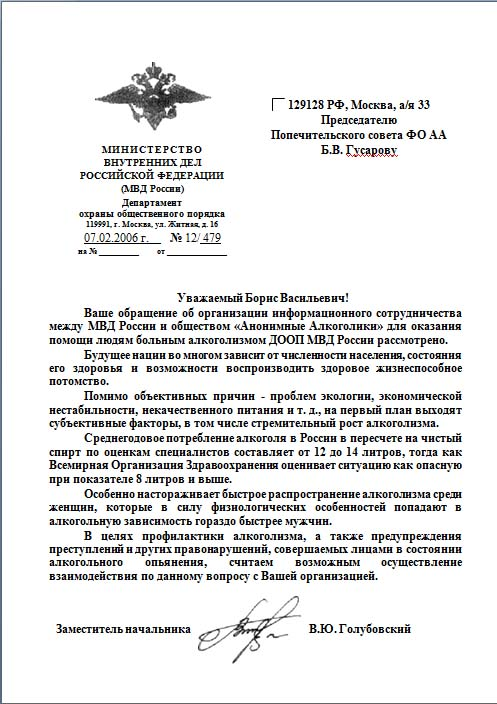 МИНИСТЕРСТВО
ВНУТРЕННИХ ДЕЛ
РОССИЙСКОЙ ФЕДЕРАЦИИ
(МВД России)
Департамент
охраны общественного порядка
119991, г. Москва, ул. Житная, д. 16
07.02.2006 г. № 12/ 479
на № от
129128 РФ, Москва, а/я 33
Председателю
Попечительского совета ФО АА
Б.В. Гусарову
Уважаемый Борис Васильевич!
Ваше обращение об организации информационного сотрудничества
между МВД России и обществом «Анонимные Алкоголики» для оказания
помощи людям больным алкоголизмом ДООП МВД России рассмотрено.
Будущее нации во многом зависит от численности населения, состояния
его здоровья и возможности воспроизводить здоровое жизнеспособное
потомство.
Помимо объективных причин - проблем экологии, экономической
нестабильности, некачественного питания и т. д., на первый план выходят
субъективные факторы, в том числе стремительный рост алкоголизма.
Среднегодовое потребление алкоголя в России в пересчете на чистый
спирт по оценкам специалистов составляет от 12 до 14 литров, тогда как
Всемирная Организация Здравоохранения оценивает ситуацию как опасную
при показателе 8 литров и выше.
Особенно настораживает быстрое распространение алкоголизма среди
женщин, которые в силу физиологических особенностей попадают в
алкогольную зависимость гораздо быстрее мужчин.
В целях профилактики алкоголизма, а также предупреждения
преступлений и других правонарушений, совершаемых лицами в состоянии
алкогольного опьянения, считаем возможным осуществление
взаимодействия по данному вопросу с Вашей организацией.
Заместитель начальника В.Ю. Голубовский